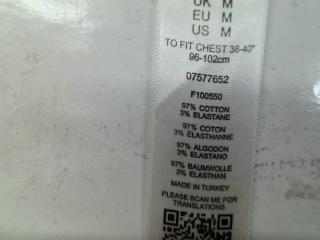 UK M
EU M
US M
TO FIT CHEST 38-40"
96-102cm
07577652
F100550
97% COTTON
3% ELASTANE
97% COTON
3% ELASTHANNE
97% ALGODÓN
3% ELASTANO
97% BAUMWOLLE
3% ELASTHAN
MADE IN TURKEY
PLEASE SCAN ME FOR
TRANSLATIONS